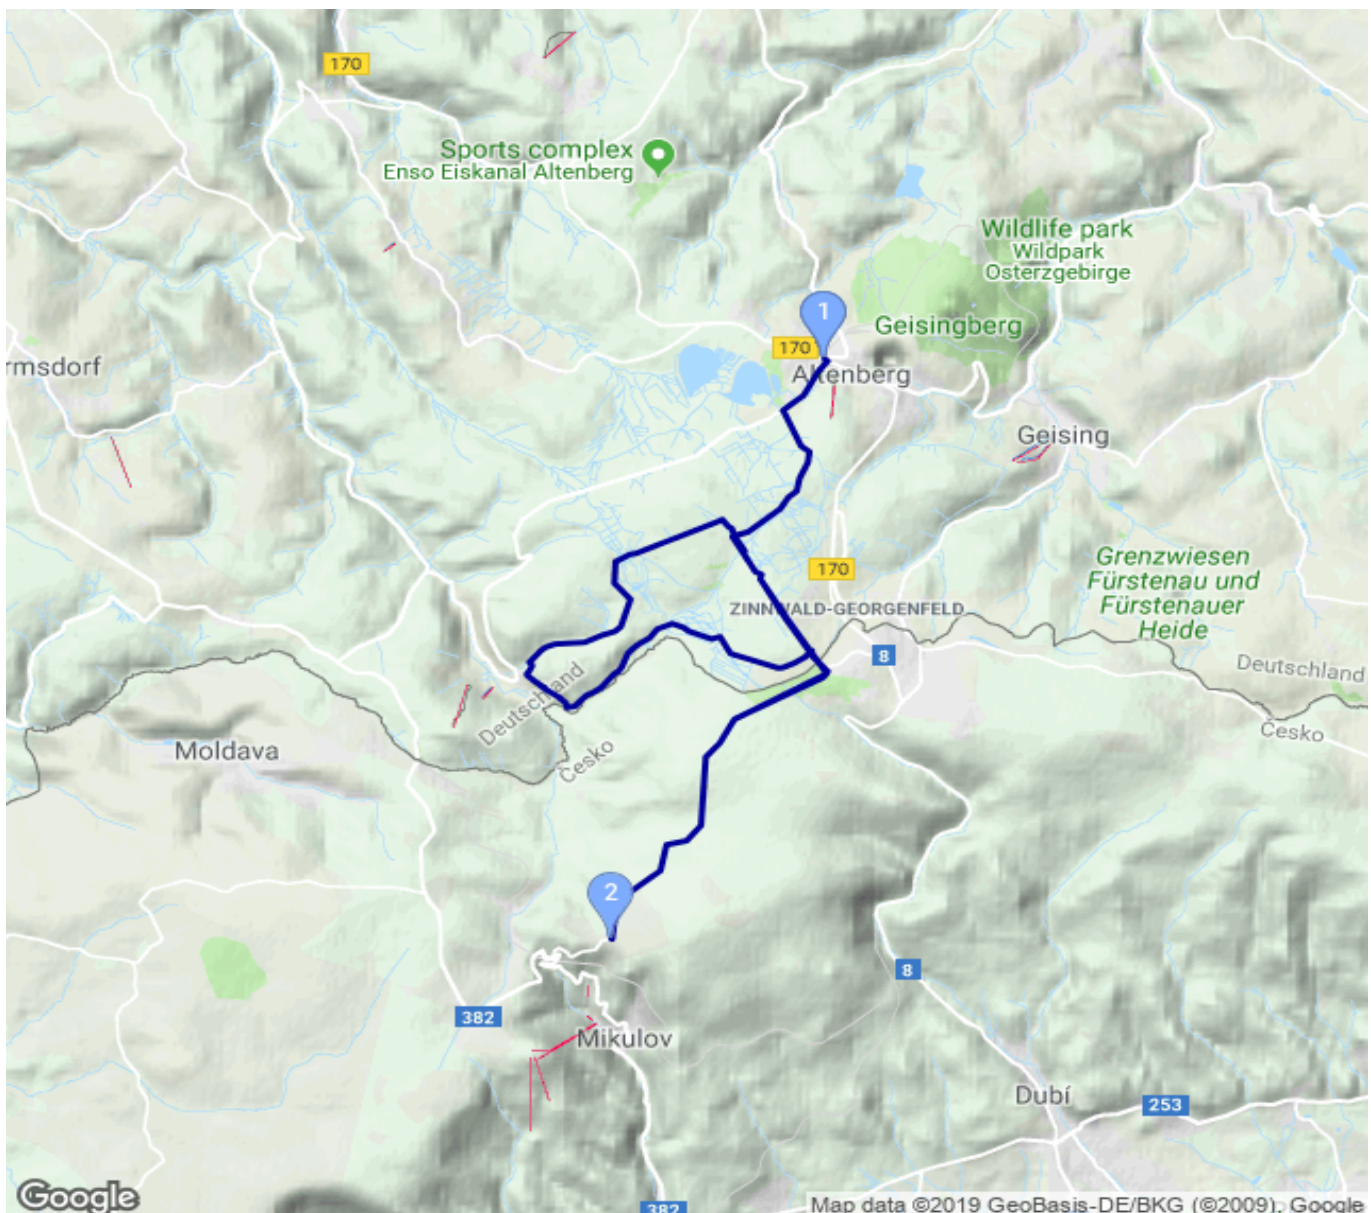 170
Sports complex
Enso Eiskanal Altenberg
Wildlife park
Wildpark
Osterzgebirge
1
Geisingberg
170
Altenberg
rmsdorf
Geising
170
Grenzwiesen
Fürstenau und
Fürstenauer
Heide
ZINNWALD-GEORGENFELD
8
Deutschland
Deutschland
Česko
Česko
Moldava
2
8
382
Mikulov
Dubí
253
382
Google
Map data ©2019 GeoBasis-DE/BKG (©2009), Google